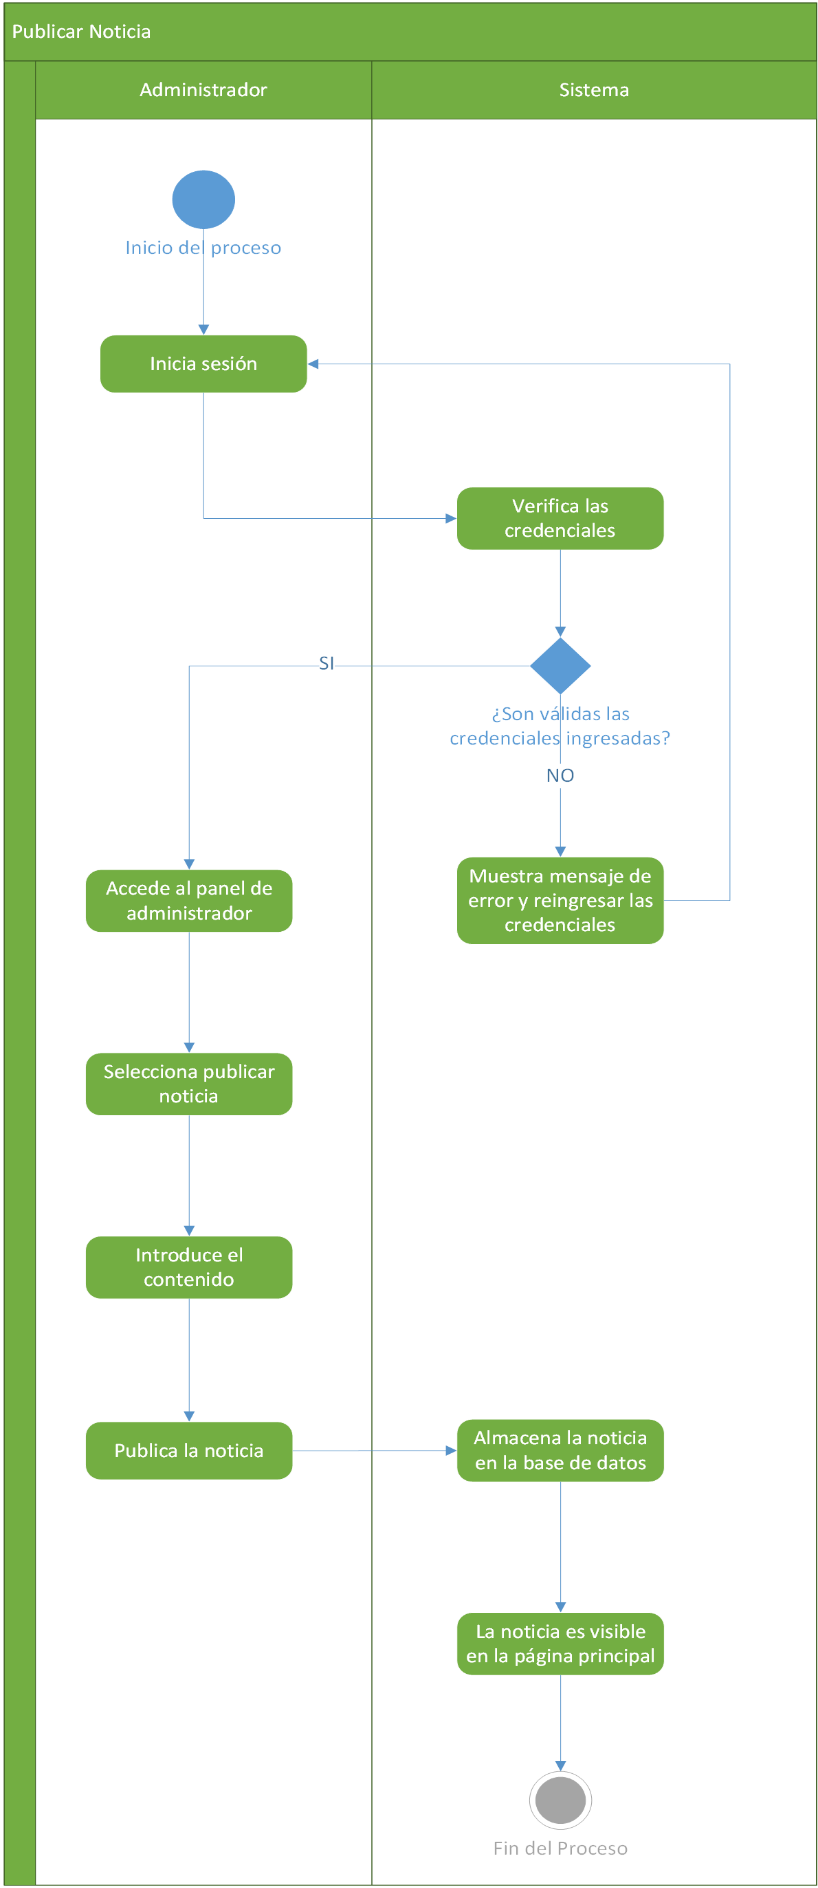 Publicar Noticia
Administrador
Sistema
Inicio del proceso
Inicia sesión
Verifica las
credenciales
SI
¿Son válidas las
credenciales ingresadas?
NO
Accede al panel de
administrador
Muestra mensaje de
error y reingresar las
credenciales
Selecciona publicar
noticia
Introduce el
contenido
Publica la noticia
Almacena la noticia
en la base de datos
La noticia es visible
en la página principal
Fin del Proceso